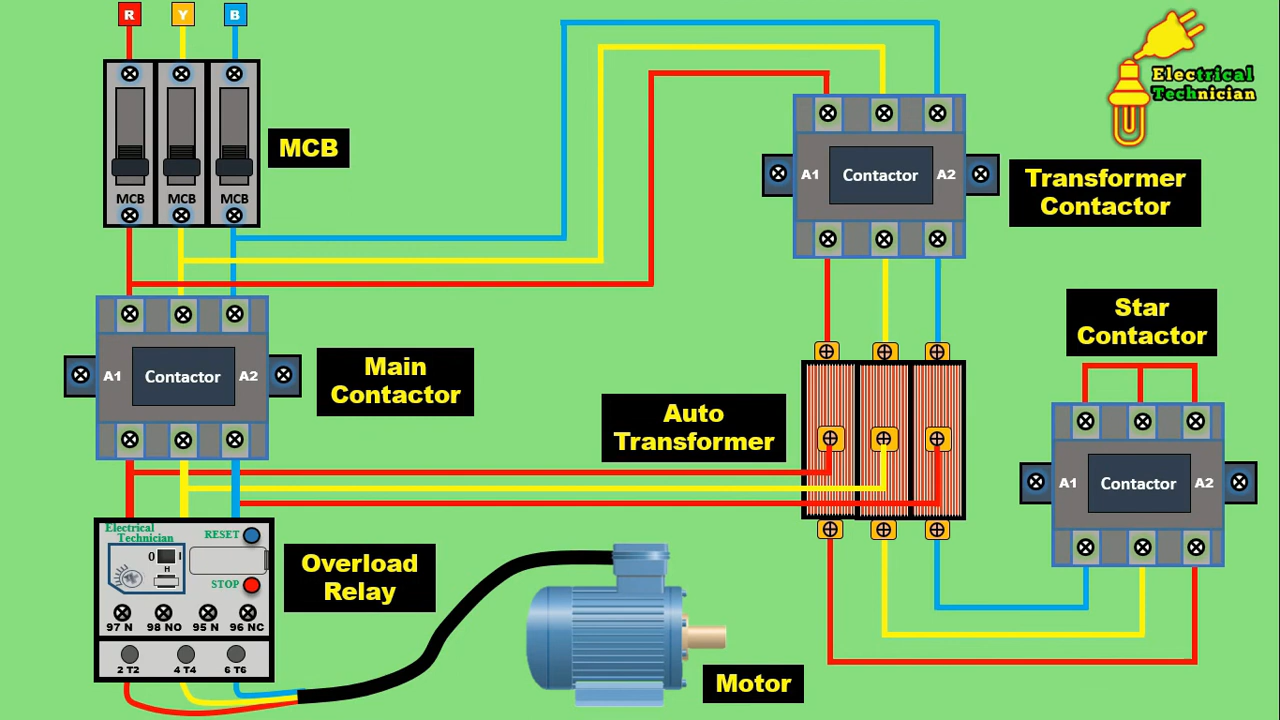 R Y B
Electrical
Technician
MCB
MCB MCB MCB
A1 Contactor A2
Transformer
Contactor
Star
Contactor
A1 Contactor A2
Main
Contactor
Auto
Transformer
A1 Contactor A2
Electrical
Technician
RESET
0 I
H
STOP
97 N 98 NO 95 N 96 NC
2 T2 4 T4 6 T6
Overload
Relay
Motor